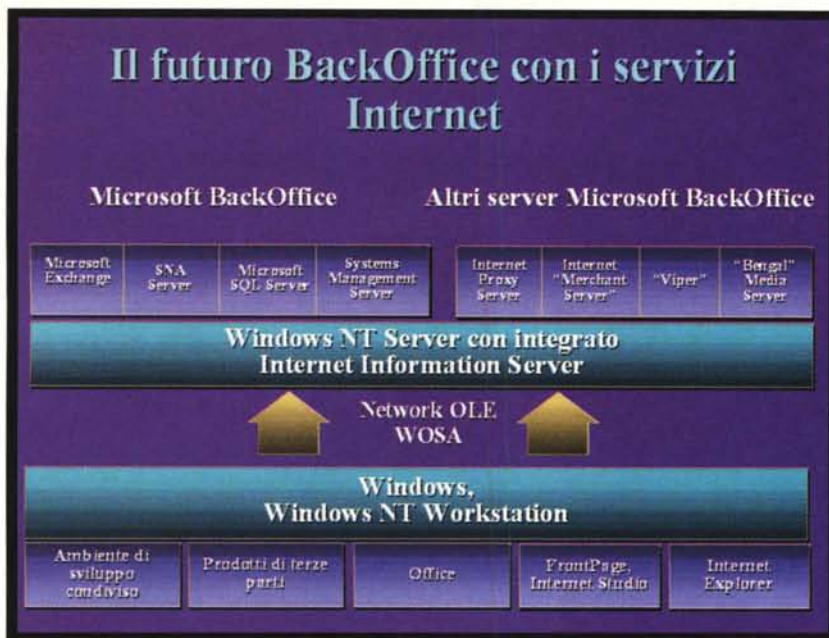 Il futuro BackOffice con i servizi
Internet
Microsoft BackOffice
Altri server Microsoft BackOffice
Microsoft
Exchange
SNA
Server
Microsoft
SQL Server
Systems
Management
Server
Internet
Proxy
Server
Internet
"Merchant
Server"
"Viper"
"Bengal"
Media
Server
Windows NT Server con integrato
Internet Information Server
Network OLE
WOSA
Windows,
Windows NT Workstation
Ambiente di
sviluppo
condiviso
Prodotti di terze
parti
Office
FrontPage,
Internet Studio
Internet
Explorer